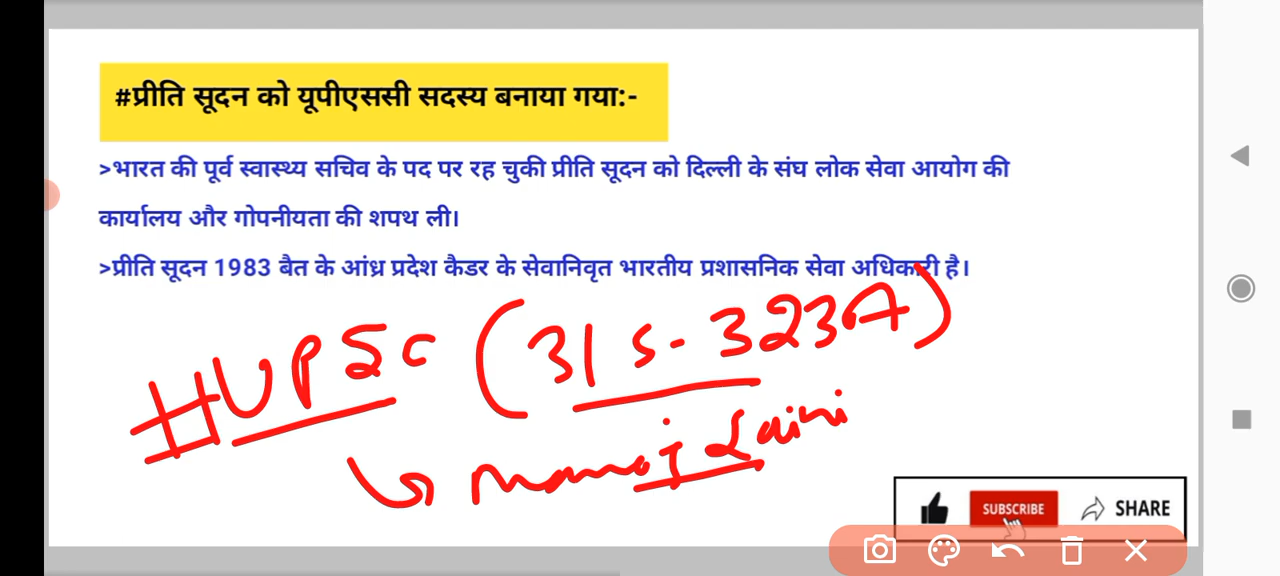 #प्रीति सूदन को यूपीएससी सदस्य बनाया गया:-
>भारत की पूर्व स्वास्थ्य सचिव के पद पर रह चुकी प्रीति सूदन को दिल्ली के संघ लोक सेवा आयोग की
कार्यालय और गोपनीयता की शपथ ली।
>प्रीति सूदन 1983 बैत के आंध्र प्रदेश कैडर के सेवानिवृत भारतीय प्रशासनिक सेवा अधिकारी है।
#UPSC (315-323A)
Manoj Saini
SUBSCRIBE SHARE